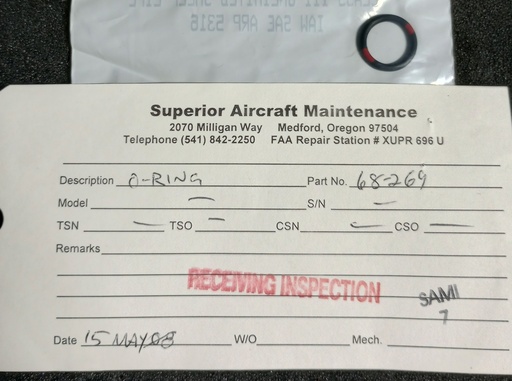 IAW SAE ARP 5316
Superior Aircraft Maintenance
2070 Milligan Way Medford, Oregon 97504
Telephone (541) 842-2250 FAA Repair Station # XUPR 696 U
Description O-RING Part No. 68-269
Model — S/N —
TSN — TSO — CSN — CSO —
Remarks
RECEIVING INSPECTION
SAMI
7
Date 15 MAY 08 W/O Mech.